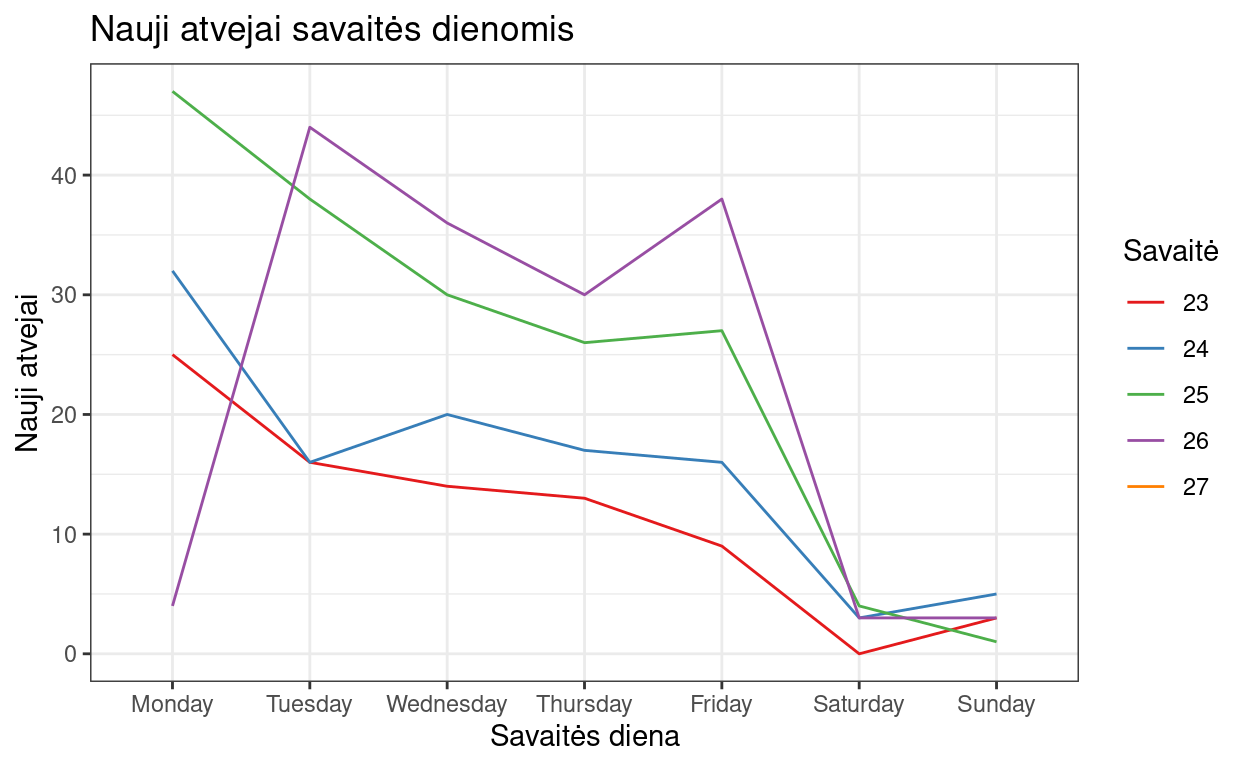 Nauji atvejai savaitės dienomis
Nauji atvejai
40
30
20
10
0
Monday Tuesday Wednesday Thursday Friday Saturday Sunday
Savaitės diena
Savaitė
23
24
25
26
27